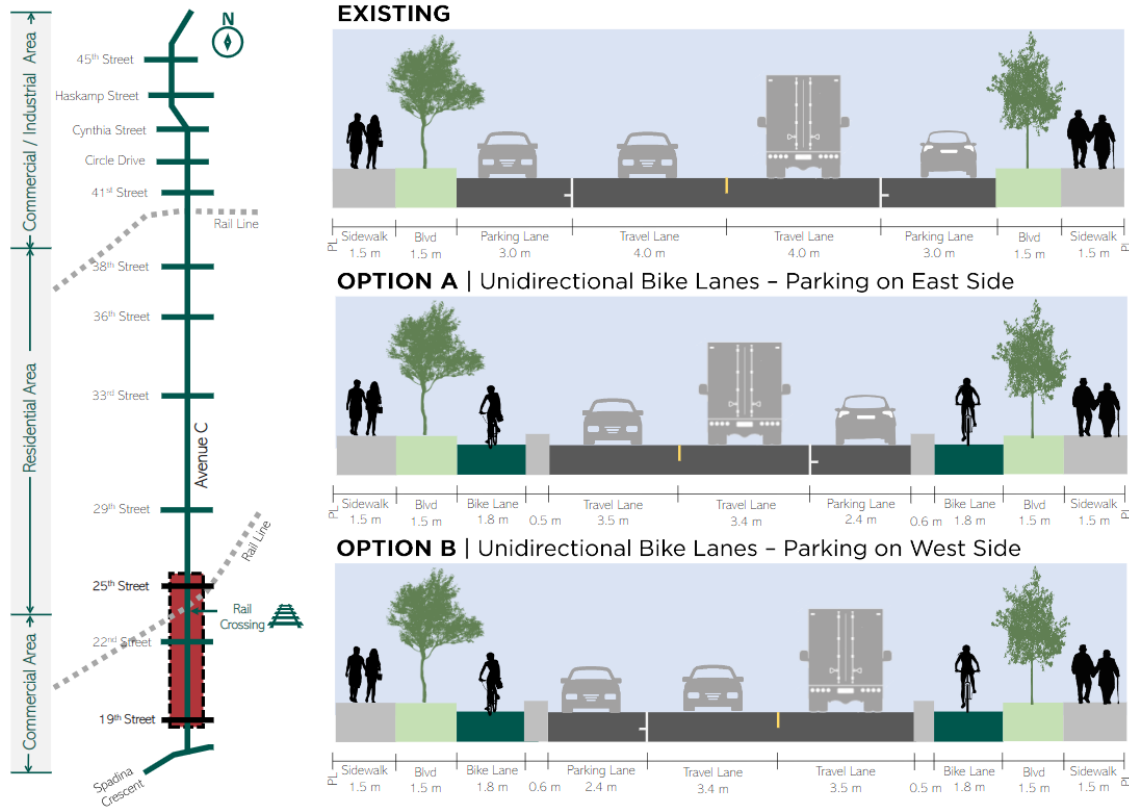 N
Commercial / Industrial Area
Residential Area
Commercial Area
45th Street
Haskamp Street
Cynthia Street
Circle Drive
41st Street
Rail Line
38th Street
36th Street
33rd Street
Avenue C
29th Street
Rail Line
25th Street
Rail
Crossing
22nd Street
19th Street
Spadina
Crescent
EXISTING
PL Sidewalk Blvd Parking Lane Travel Lane Travel Lane Parking Lane Blvd Sidewalk PL
1.5 m 1.5 m 3.0 m 4.0 m 4.0 m 3.0 m 1.5 m 1.5 m
OPTION A | Unidirectional Bike Lanes – Parking on East Side
PL Sidewalk Blvd Bike Lane Travel Lane Travel Lane Parking Lane Bike Lane Blvd Sidewalk PL
1.5 m 1.5 m 1.8 m 0.5 m 3.5 m 3.4 m 2.4 m 0.6 m 1.8 m 1.5 m 1.5 m
OPTION B | Unidirectional Bike Lanes – Parking on West Side
PL Sidewalk Blvd Bike Lane Parking Lane Travel Lane Travel Lane Bike Lane Blvd Sidewalk PL
1.5 m 1.5 m 1.8 m 0.6 m 2.4 m 3.4 m 3.5 m 0.5 m 1.8 m 1.5 m 1.5 m